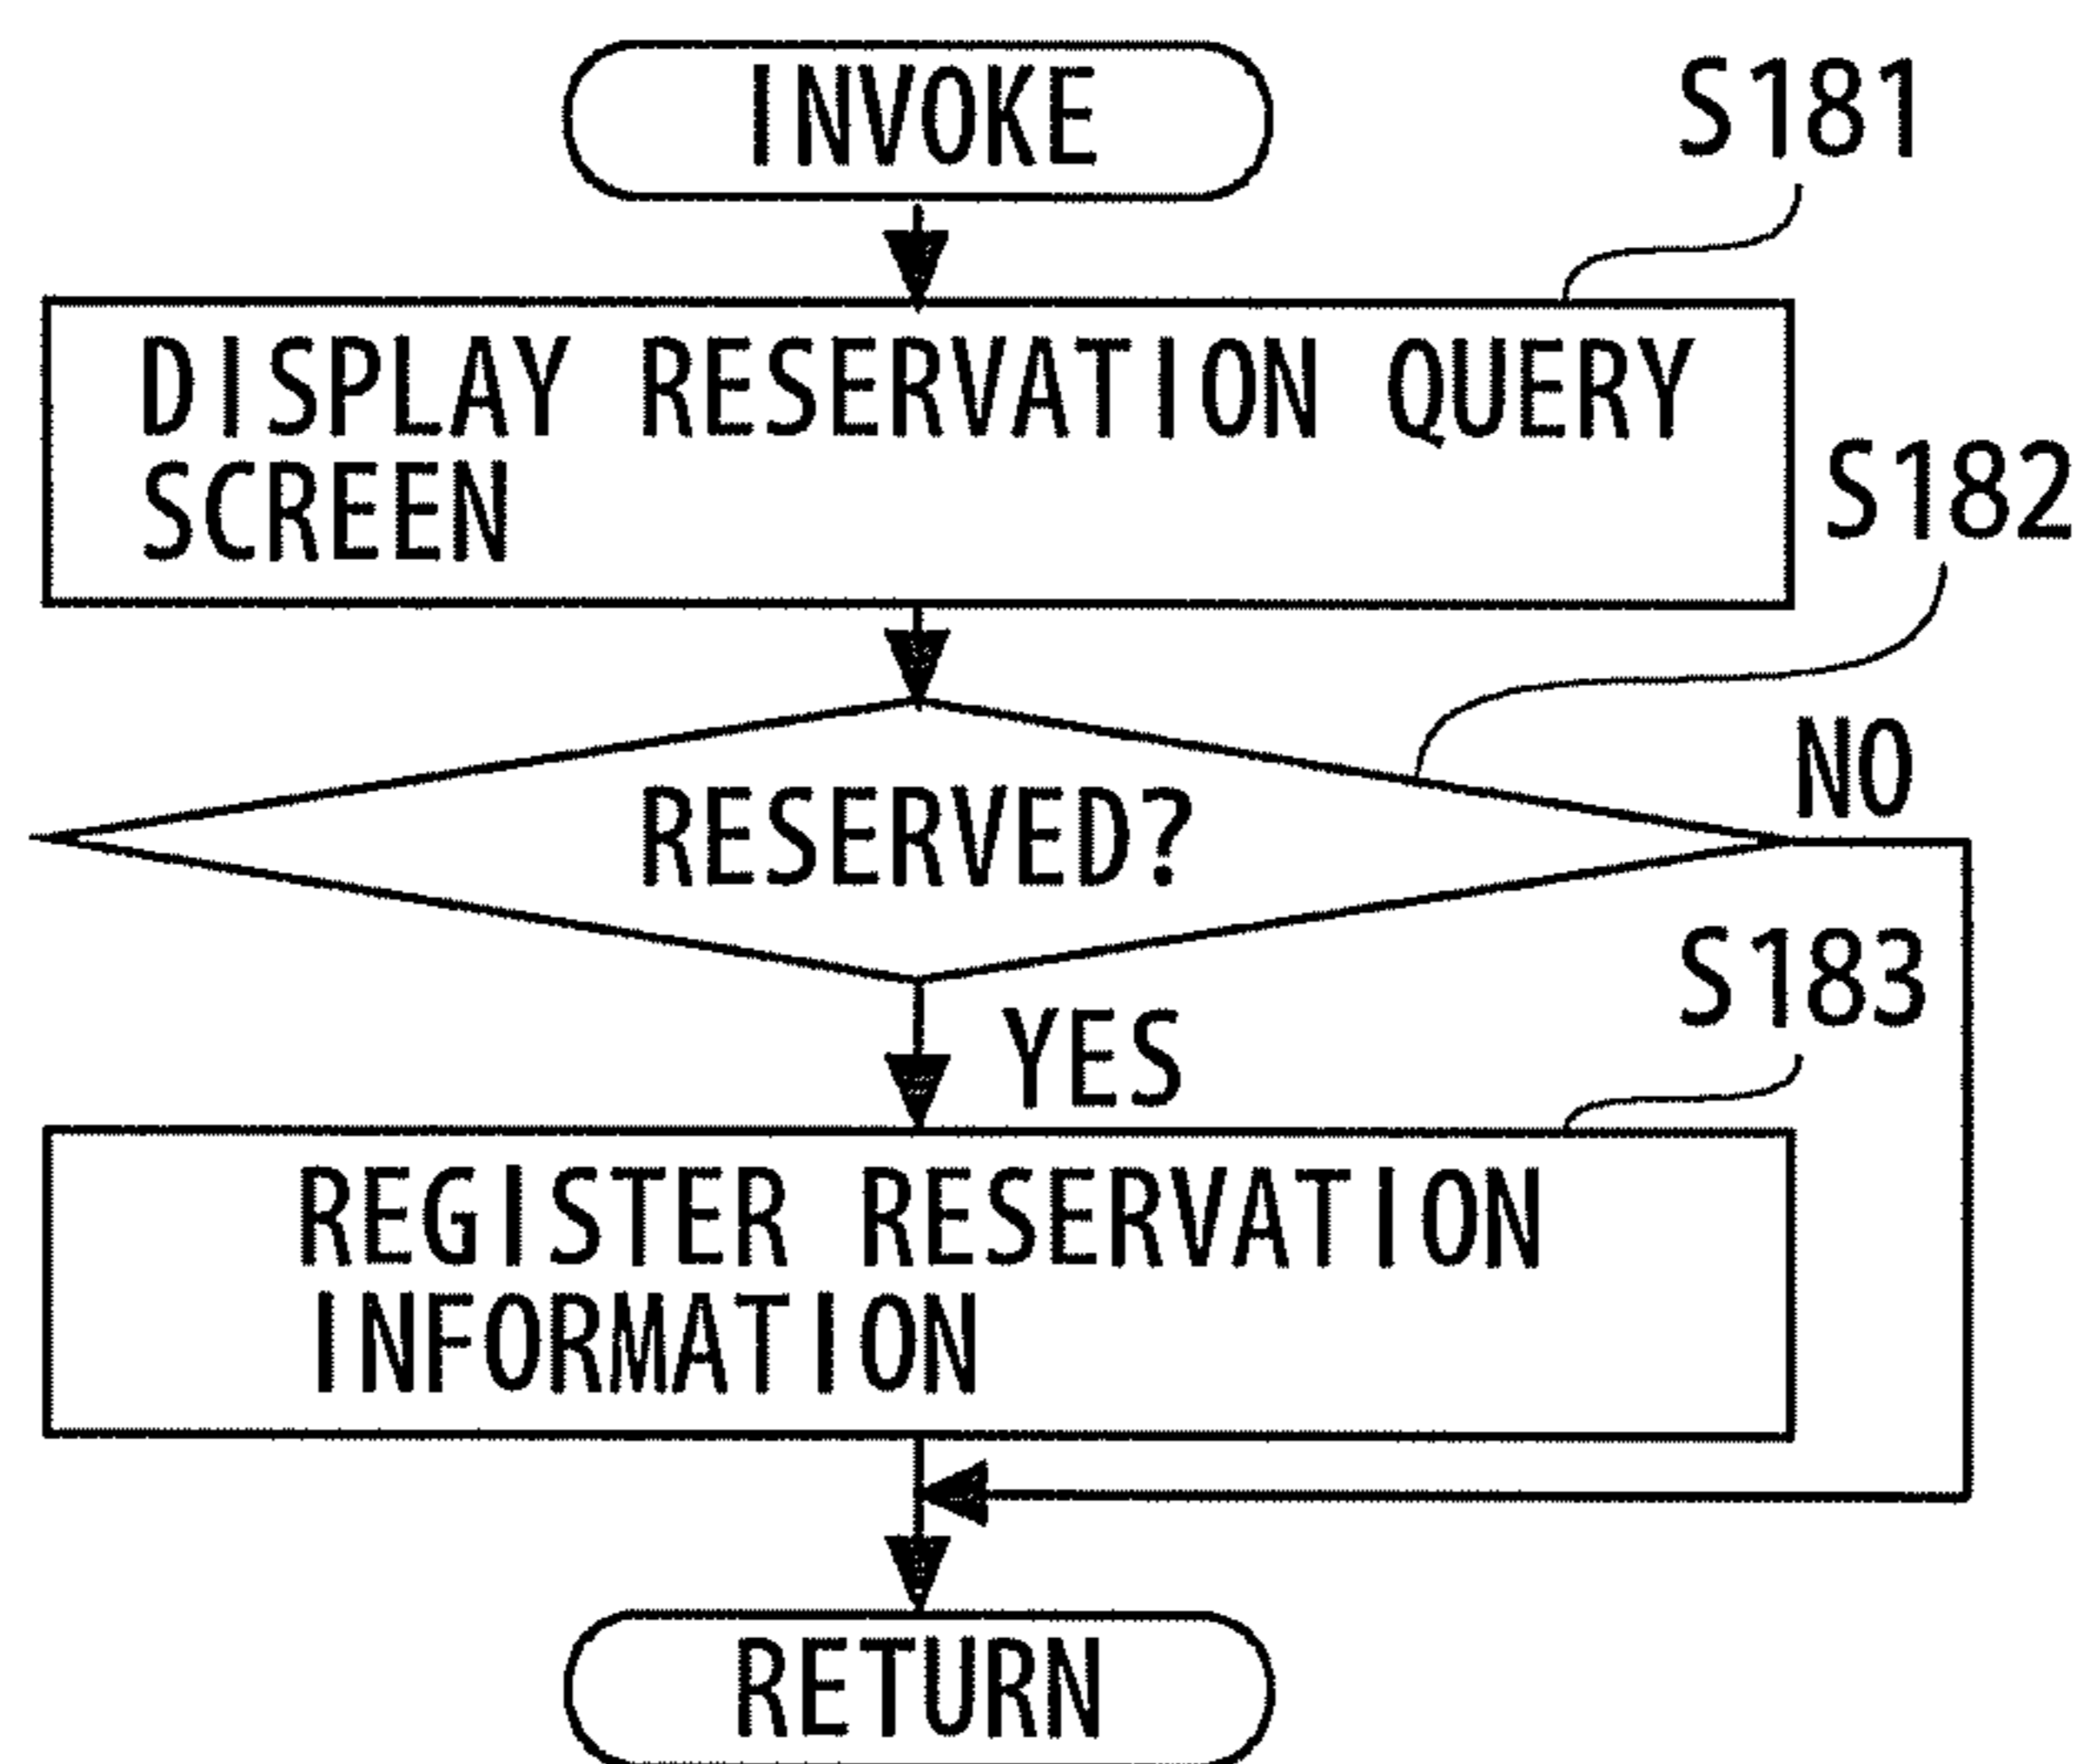 INVOKE
S181
DISPLAY RESERVATION QUERY
SCREEN
S182
RESERVED?
NO
YES
S183
REGISTER RESERVATION
INFORMATION
RETURN